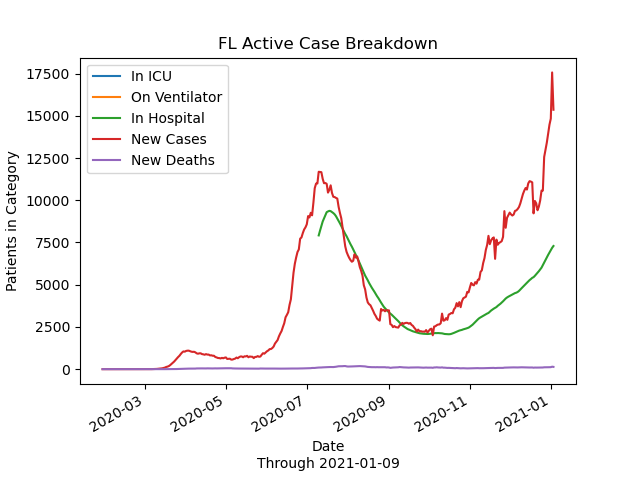 FL Active Case Breakdown
Patients in Category
17500
15000
12500
10000
7500
5000
2500
0
In ICU
On Ventilator
In Hospital
New Cases
New Deaths
2020-03
2020-05
2020-07
2020-09
2020-11
2021-01
Date
Through 2021-01-09